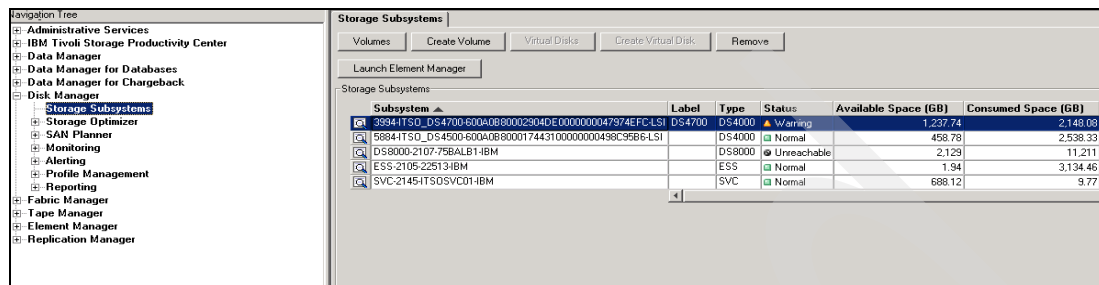 Navigation Tree
Administrative Services
IBM Tivoli Storage Productivity Center
Data Manager
Data Manager for Databases
Data Manager for Chargeback
Disk Manager
Storage Subsystems
Storage Optimizer
SAN Planner
Monitoring
Alerting
Profile Management
Reporting
Fabric Manager
Tape Manager
Element Manager
Replication Manager
Storage Subsystems
Volumes Create Volume Virtual Disks Create Virtual Disk Remove
Launch Element Manager
Storage Subsystems
Subsystem Label Type Status Available Space (GB) Consumed Space (GB)
3994-ITSO_DS4700-600A0B80002904DE0000000047974EFC-LSI DS4700 DS4000 Warning 1,237.74 2,148.08
5884-ITSO_DS4500-600A0B800017443100000000498C95B6-LSI DS4000 Normal 458.78 2,538.33
DS8000-2107-75BALB1-IBM DS8000 Unreachable 2,129 11,211
ESS-2105-22513-IBM ESS Normal 1.94 3,134.46
SVC-2145-ITSOSVC01-IBM SVC Normal 688.12 9.77